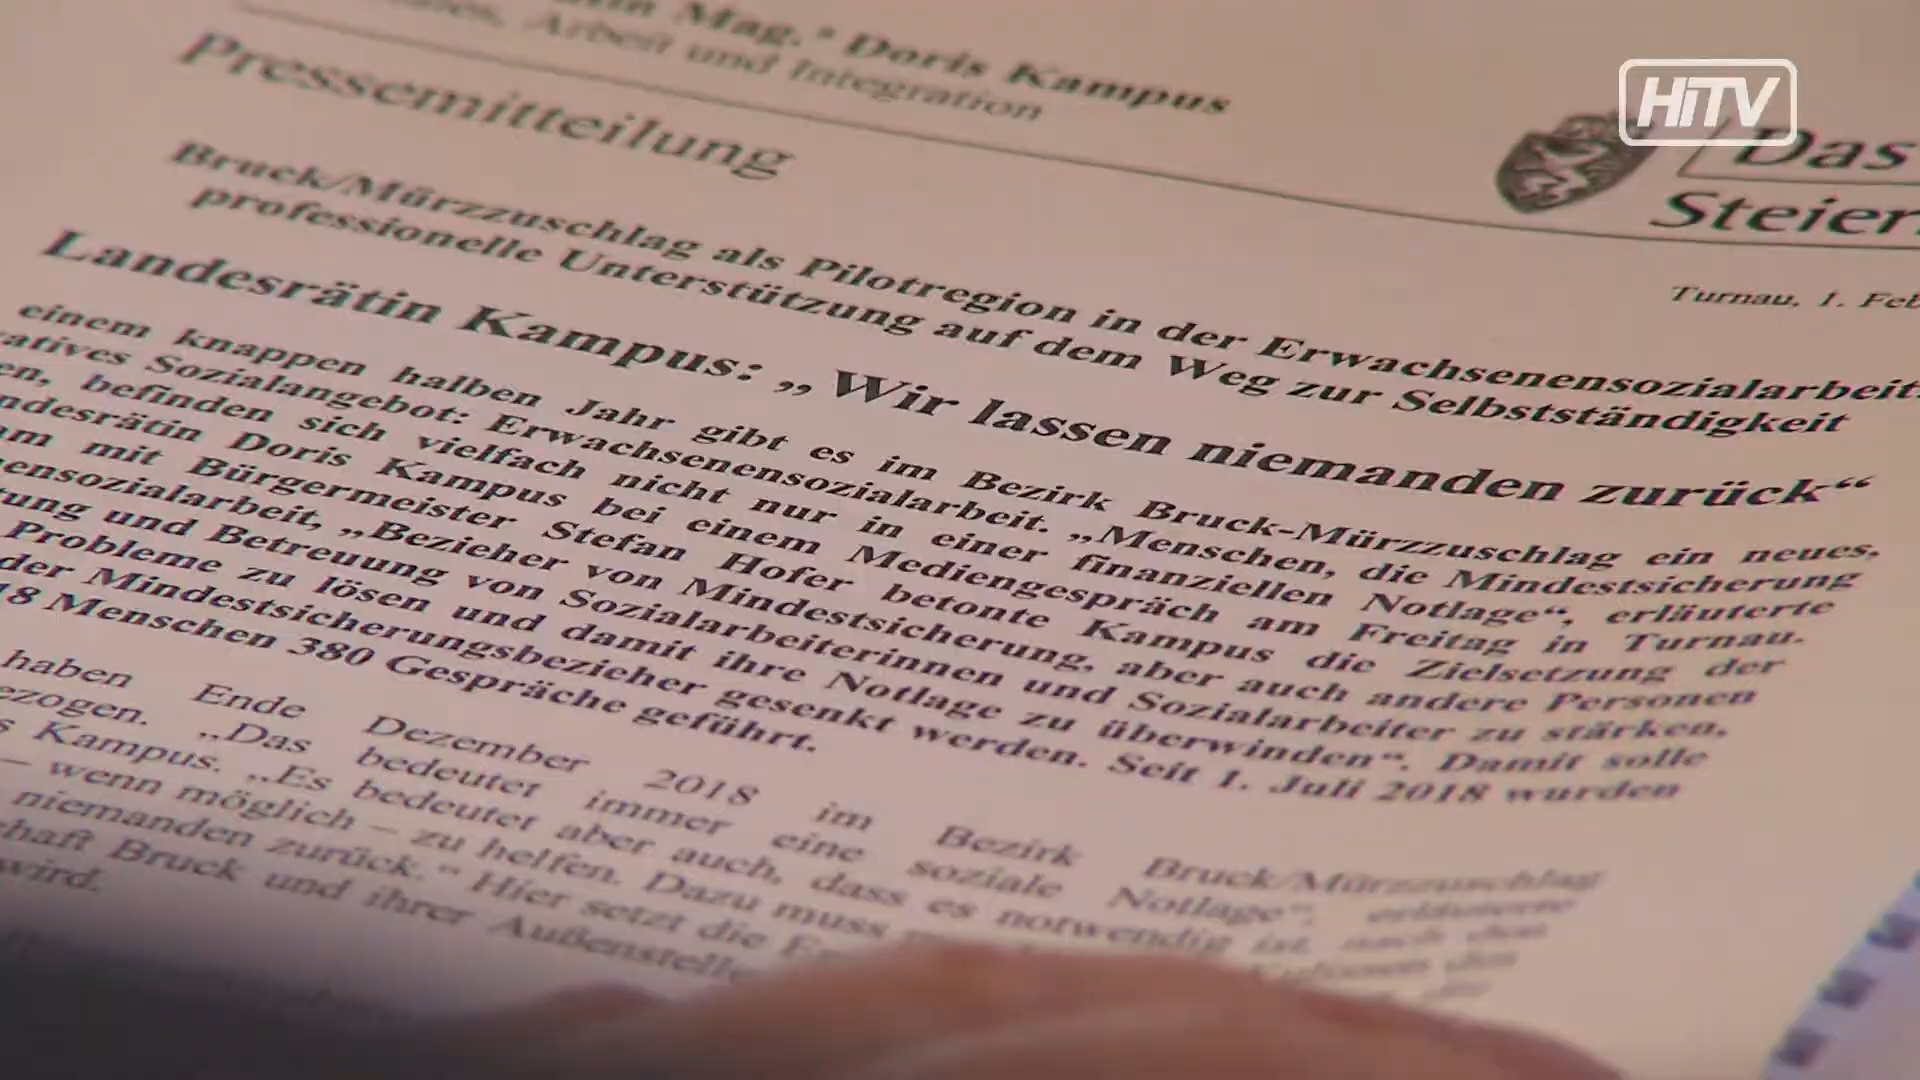 HiTV
Mag.ª Doris Kampus
Arbeit und Integration
Das
Steier
Pressemitteilung
Turnau, 1. Feb
Bruck/Mürzzuschlag als Pilotregion in der Erwachsenensozialarbeit:
professionelle Unterstützung auf dem Weg zur Selbstständigkeit
Landesrätin Kampus: „Wir lassen niemanden zurück“
einem knappen halben Jahr gibt es im Bezirk Bruck-Mürzzuschlag ein neues,
atives Sozialangebot: Erwachsenensozialarbeit. „Menschen, die Mindestsicherung
en, befinden sich vielfach nicht nur in einer finanziellen Notlage“, erläuterte
ndesrätin Doris Kampus bei einem Mediengespräch am Freitag in Turnau.
am mit Bürgermeister Stefan Hofer betonte Kampus die Zielsetzung der
ensozialarbeit, „Bezieher von Mindestsicherung, aber auch andere Personen
tung und Betreuung von Sozialarbeiterinnen und Sozialarbeiter zu stärken,
Probleme zu lösen und damit ihre Notlage zu überwinden“. Damit solle
der Mindestsicherungsbezieher gesenkt werden. Seit 1. Juli 2018 wurden
18 Menschen 380 Gespräche geführt.
haben Ende Dezember 2018 im Bezirk Bruck/Mürzzuschlag
ezogen. „Das bedeutet immer eine soziale Notlage“, erläuterte
s Kampus. „Es bedeutet aber auch, dass es notwendig ist, nach den
– wenn möglich – zu helfen. Dazu muss
niemanden zurück.“ Hier setzt die
haft Bruck und ihrer Außenstelle
wird.